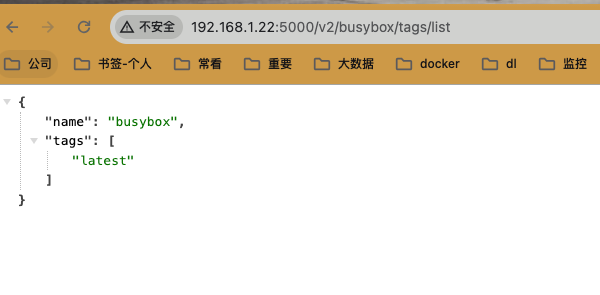 不安全 192.168.1.22:5000/v2/busybox/tags/list
公司 书签-个人 常看 重要 大数据 docker dl 监控
{
"name": "busybox",
"tags": [
"latest"
]
}